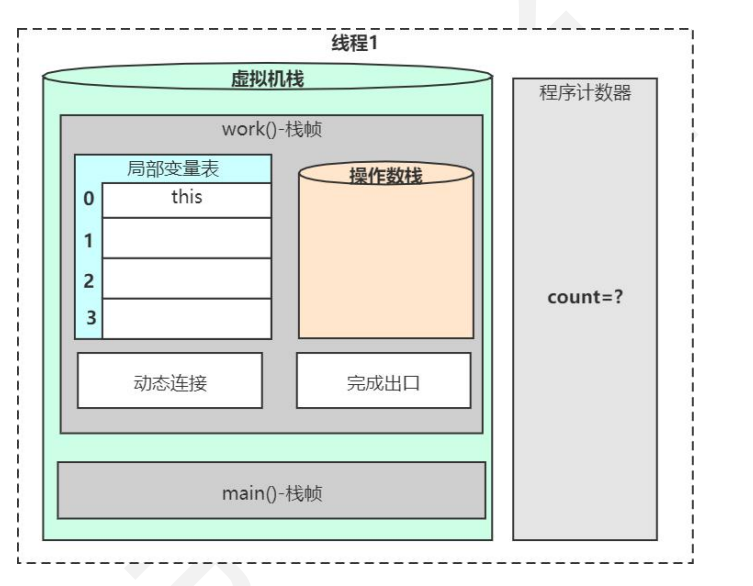 线程1
虚拟机栈
程序计数器
work()-栈帧
局部变量表
操作数栈
0
this
1
2
3
count=?
动态连接
完成出口
main()-栈帧